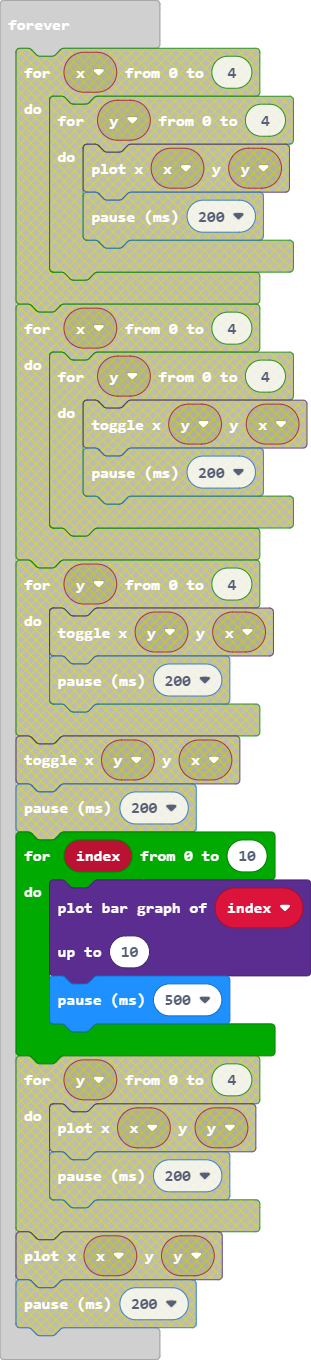 forever
for x from 0 to 4
do
for y from 0 to 4
do
plot x x y y
pause (ms) 200
for x from 0 to 4
do
for y from 0 to 4
do
toggle x y y x
pause (ms) 200
for y from 0 to 4
do
toggle x y y x
pause (ms) 200
toggle x y y x
pause (ms) 200
for index from 0 to 10
do
plot bar graph of index
up to 10
pause (ms) 500
for y from 0 to 4
do
plot x x y y
pause (ms) 200
plot x x y y
pause (ms) 200